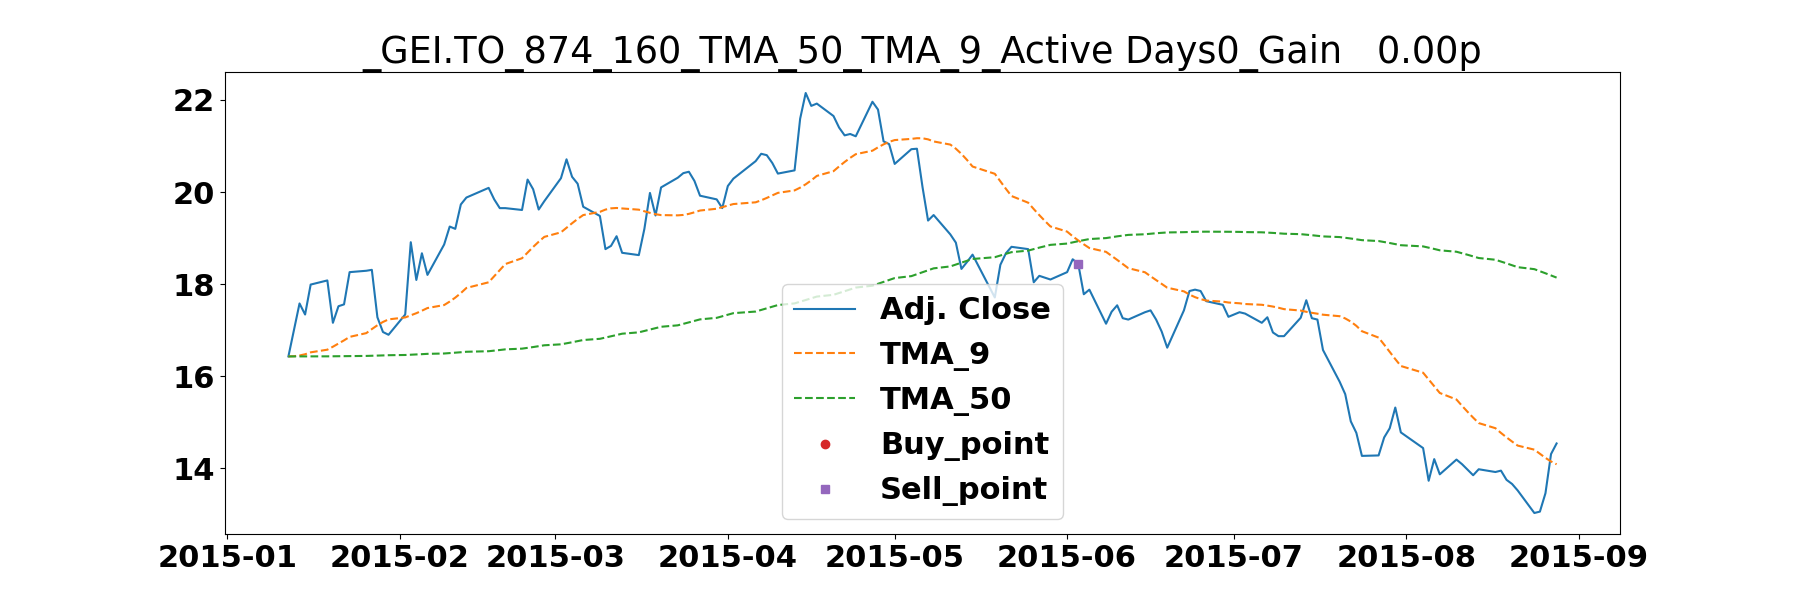 _GEI.TO_874_160_TMA_50_TMA_9_Active Days0_Gain   0.00p
22
20
18
16
14
Adj. Close
TMA_9
TMA_50
Buy_point
Sell_point
2015-01 2015-02 2015-03 2015-04 2015-05 2015-06 2015-07 2015-08 2015-09